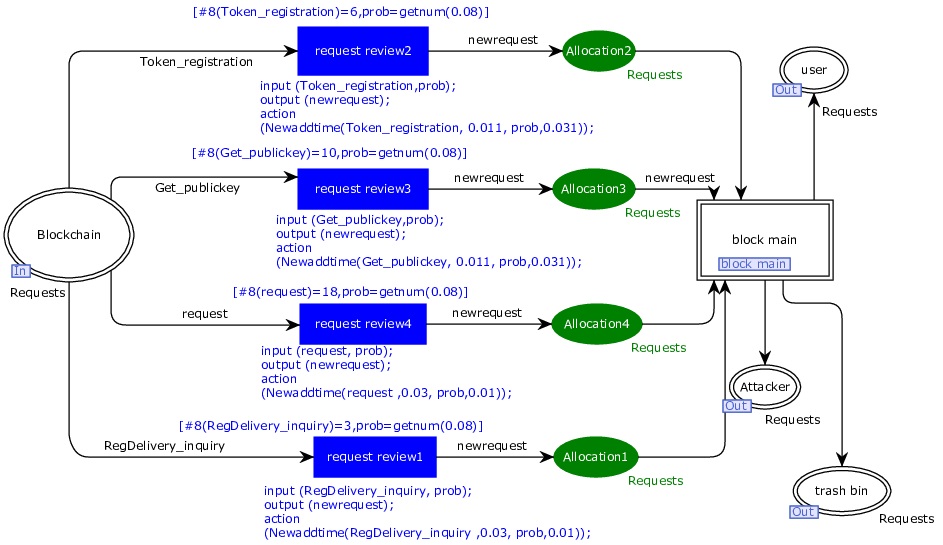 [#8(Token_registration)=6,prob=getnum(0.08)]
request review2
newrequest
Allocation2
Token_registration
Requests
user
Out
Requests
input (Token_registration,prob);
output (newrequest);
action
(Newaddtime(Token_registration, 0.011, prob,0.031));
[#8(Get_publickey)=10,prob=getnum(0.08)]
Get_publickey
request review3
newrequest
Allocation3
newrequest
Requests
input (Get_publickey,prob);
output (newrequest);
action
(Newaddtime(Get_publickey, 0.011, prob,0.031));
Blockchain
In
Requests
block main
block main
[#8(request)=18,prob=getnum(0.08)]
request
request review4
newrequest
Allocation4
Requests
input (request, prob);
output (newrequest);
action
(Newaddtime(request ,0.03, prob,0.01));
Attacker
Out
Requests
[#8(RegDelivery_inquiry)=3,prob=getnum(0.08)]
RegDelivery_inquiry
request review1
newrequest
Allocation1
Requests
input (RegDelivery_inquiry, prob);
output (newrequest);
action
(Newaddtime(RegDelivery_inquiry ,0.03, prob,0.01));
trash bin
Out
Requests